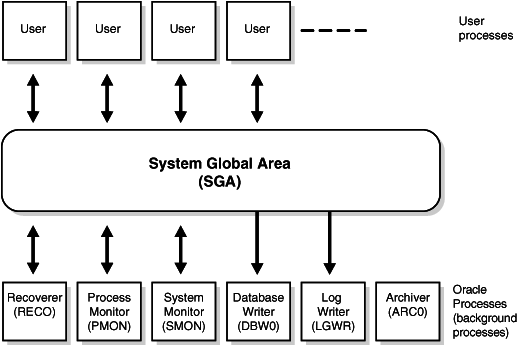 User
User
User
User
User
processes
System Global Area
(SGA)
Recoverer
(RECO)
Process
Monitor
(PMON)
System
Monitor
(SMON)
Database
Writer
(DBW0)
Log
Writer
(LGWR)
Archiver
(ARC0)
Oracle
Processes
(background
processes)